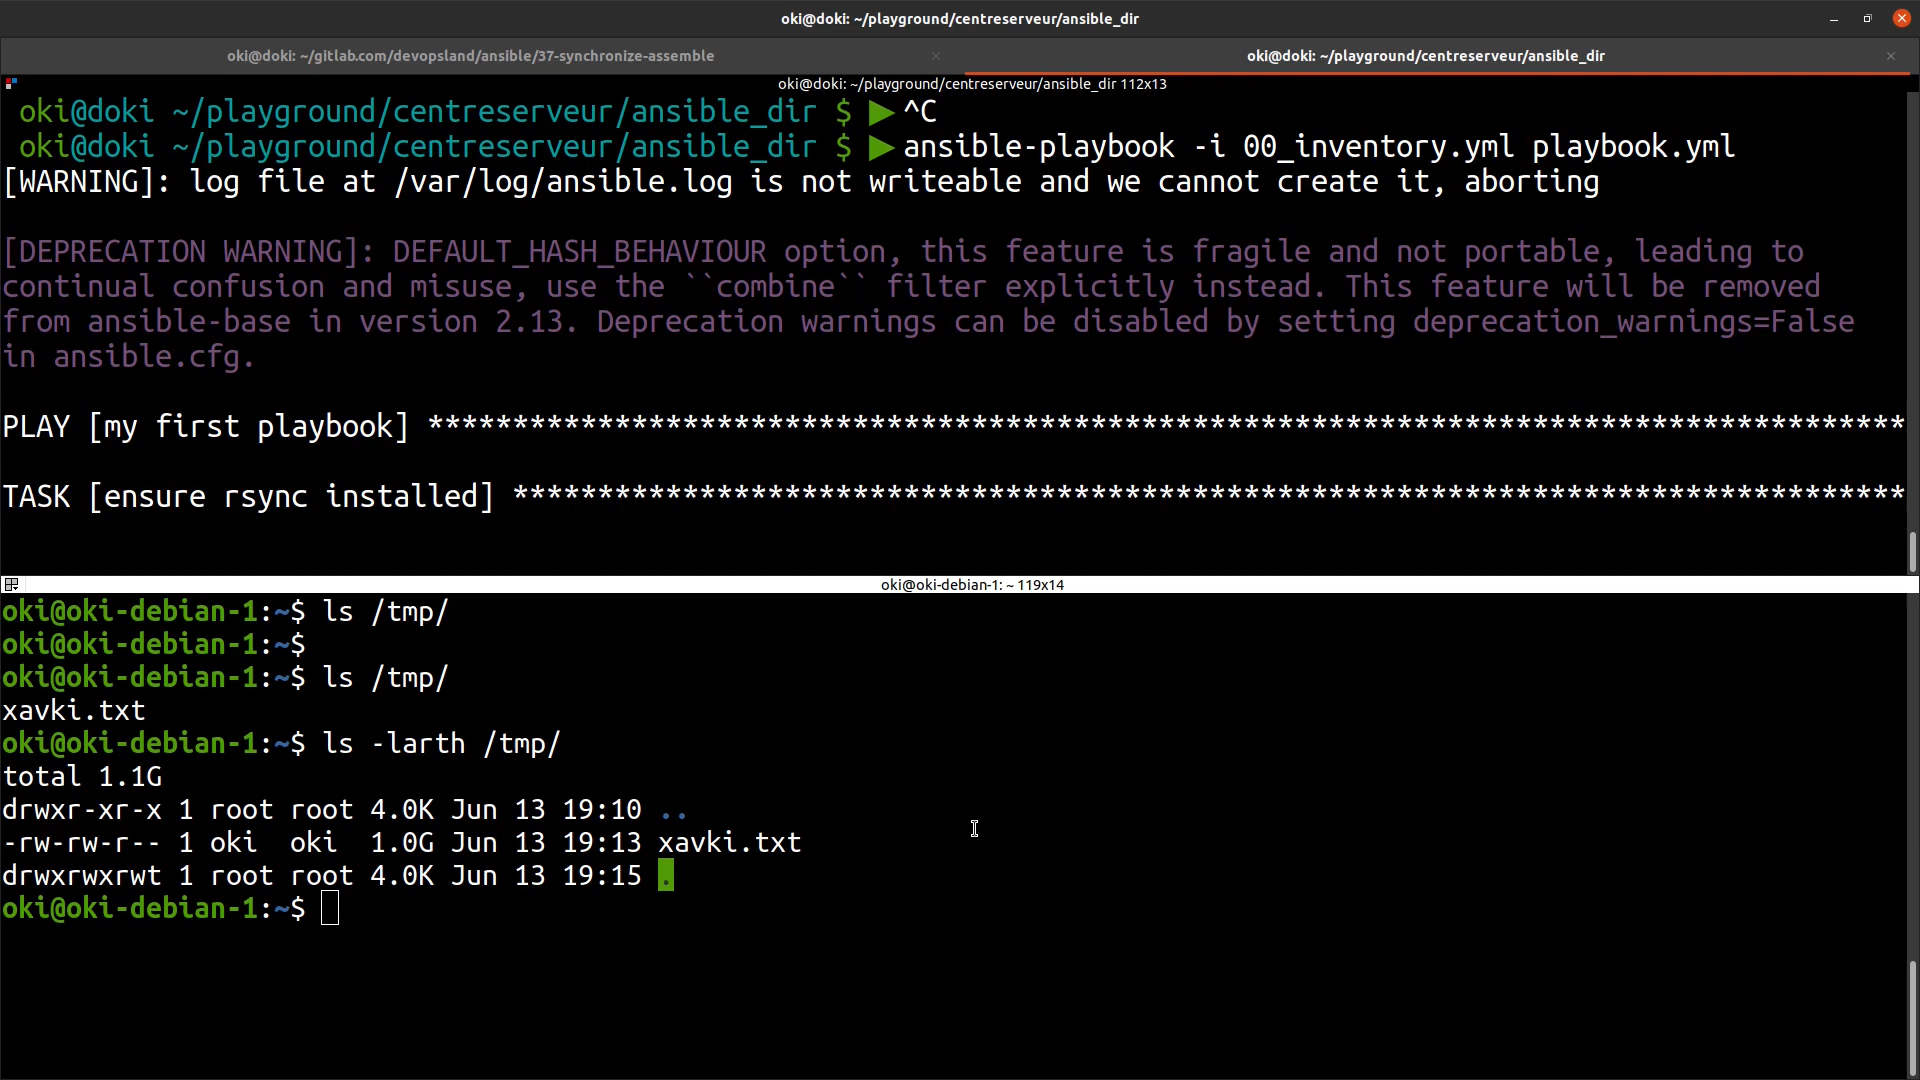 oki@doki: ~/playground/centreserveur/ansible_dir
oki@doki: ~/gitlab.com/devopsland/ansible/37-synchronize-assemble
oki@doki: ~/playground/centreserveur/ansible_dir
oki@doki: ~/playground/centreserveur/ansible_dir 112x13
oki@doki ~/playground/centreserveur/ansible_dir $ ▶ ^C
oki@doki ~/playground/centreserveur/ansible_dir $ ▶ ansible-playbook -i 00_inventory.yml playbook.yml
[WARNING]: log file at /var/log/ansible.log is not writeable and we cannot create it, aborting
[DEPRECATION WARNING]: DEFAULT_HASH_BEHAVIOUR option, this feature is fragile and not portable, leading to
continual confusion and misuse, use the ``combine`` filter explicitly instead. This feature will be removed
from ansible-base in version 2.13. Deprecation warnings can be disabled by setting deprecation_warnings=False
in ansible.cfg.
PLAY [my first playbook] ***************************************************************************************
TASK [ensure rsync installed] **********************************************************************************
oki@oki-debian-1: ~ 119x14
oki@oki-debian-1:~$ ls /tmp/
oki@oki-debian-1:~$
oki@oki-debian-1:~$ ls /tmp/
xavki.txt
oki@oki-debian-1:~$ ls -larth /tmp/
total 1.1G
drwxr-xr-x 1 root root 4.0K Jun 13 19:10 ..
-rw-rw-r-- 1 oki  oki  1.0G Jun 13 19:13 xavki.txt
drwxrwxrwt 1 root root 4.0K Jun 13 19:15 .
oki@oki-debian-1:~$